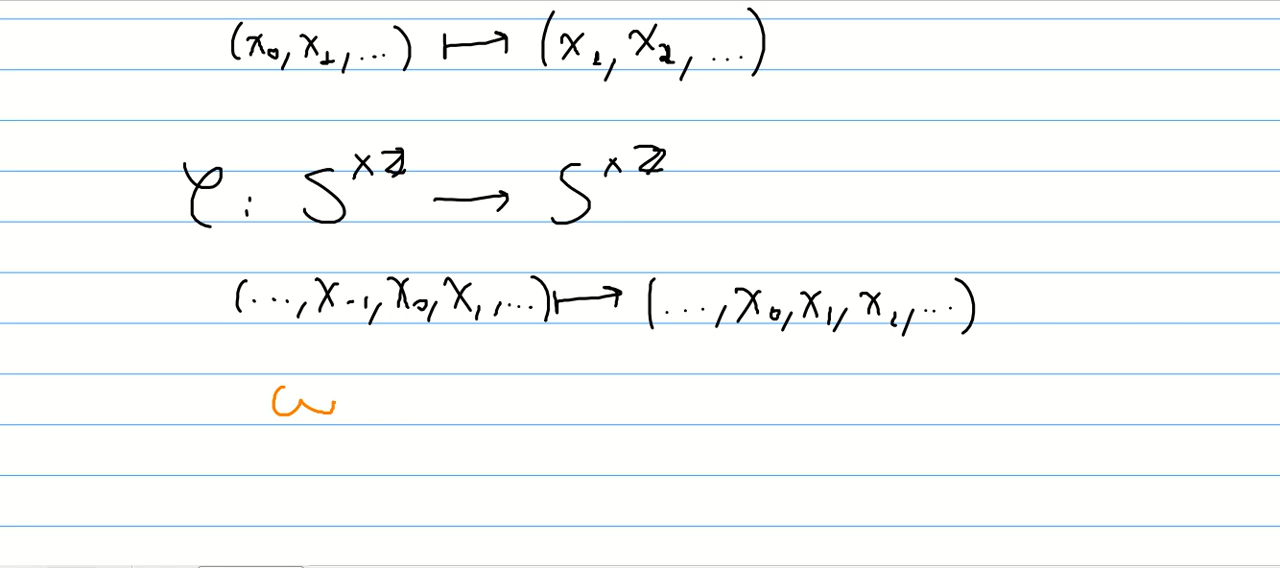 (x₀, x₁, ...) ↦ (x₁, x₂, ...)
φ: S^{×ℤ} → S^{×ℤ}
(..., x₋₁, x₀, x₁, ...) ↦ (..., x₀, x₁, x₂, ...)